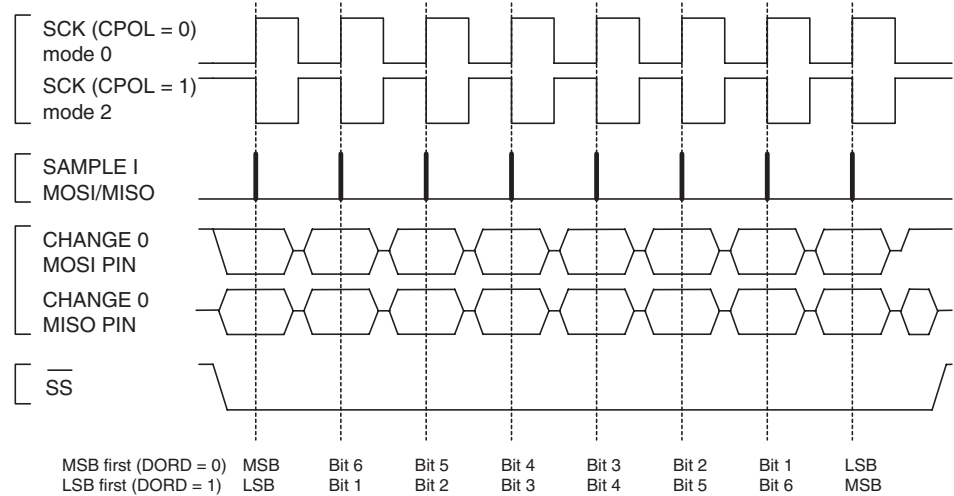 SCK (CPOL = 0)
mode 0
SCK (CPOL = 1)
mode 2
SAMPLE I
MOSI/MISO
CHANGE 0
MOSI PIN
CHANGE 0
MISO PIN
SS
MSB first (DORD = 0) MSB Bit 6 Bit 5 Bit 4 Bit 3 Bit 2 Bit 1 LSB
LSB first (DORD = 1) LSB Bit 1 Bit 2 Bit 3 Bit 4 Bit 5 Bit 6 MSB